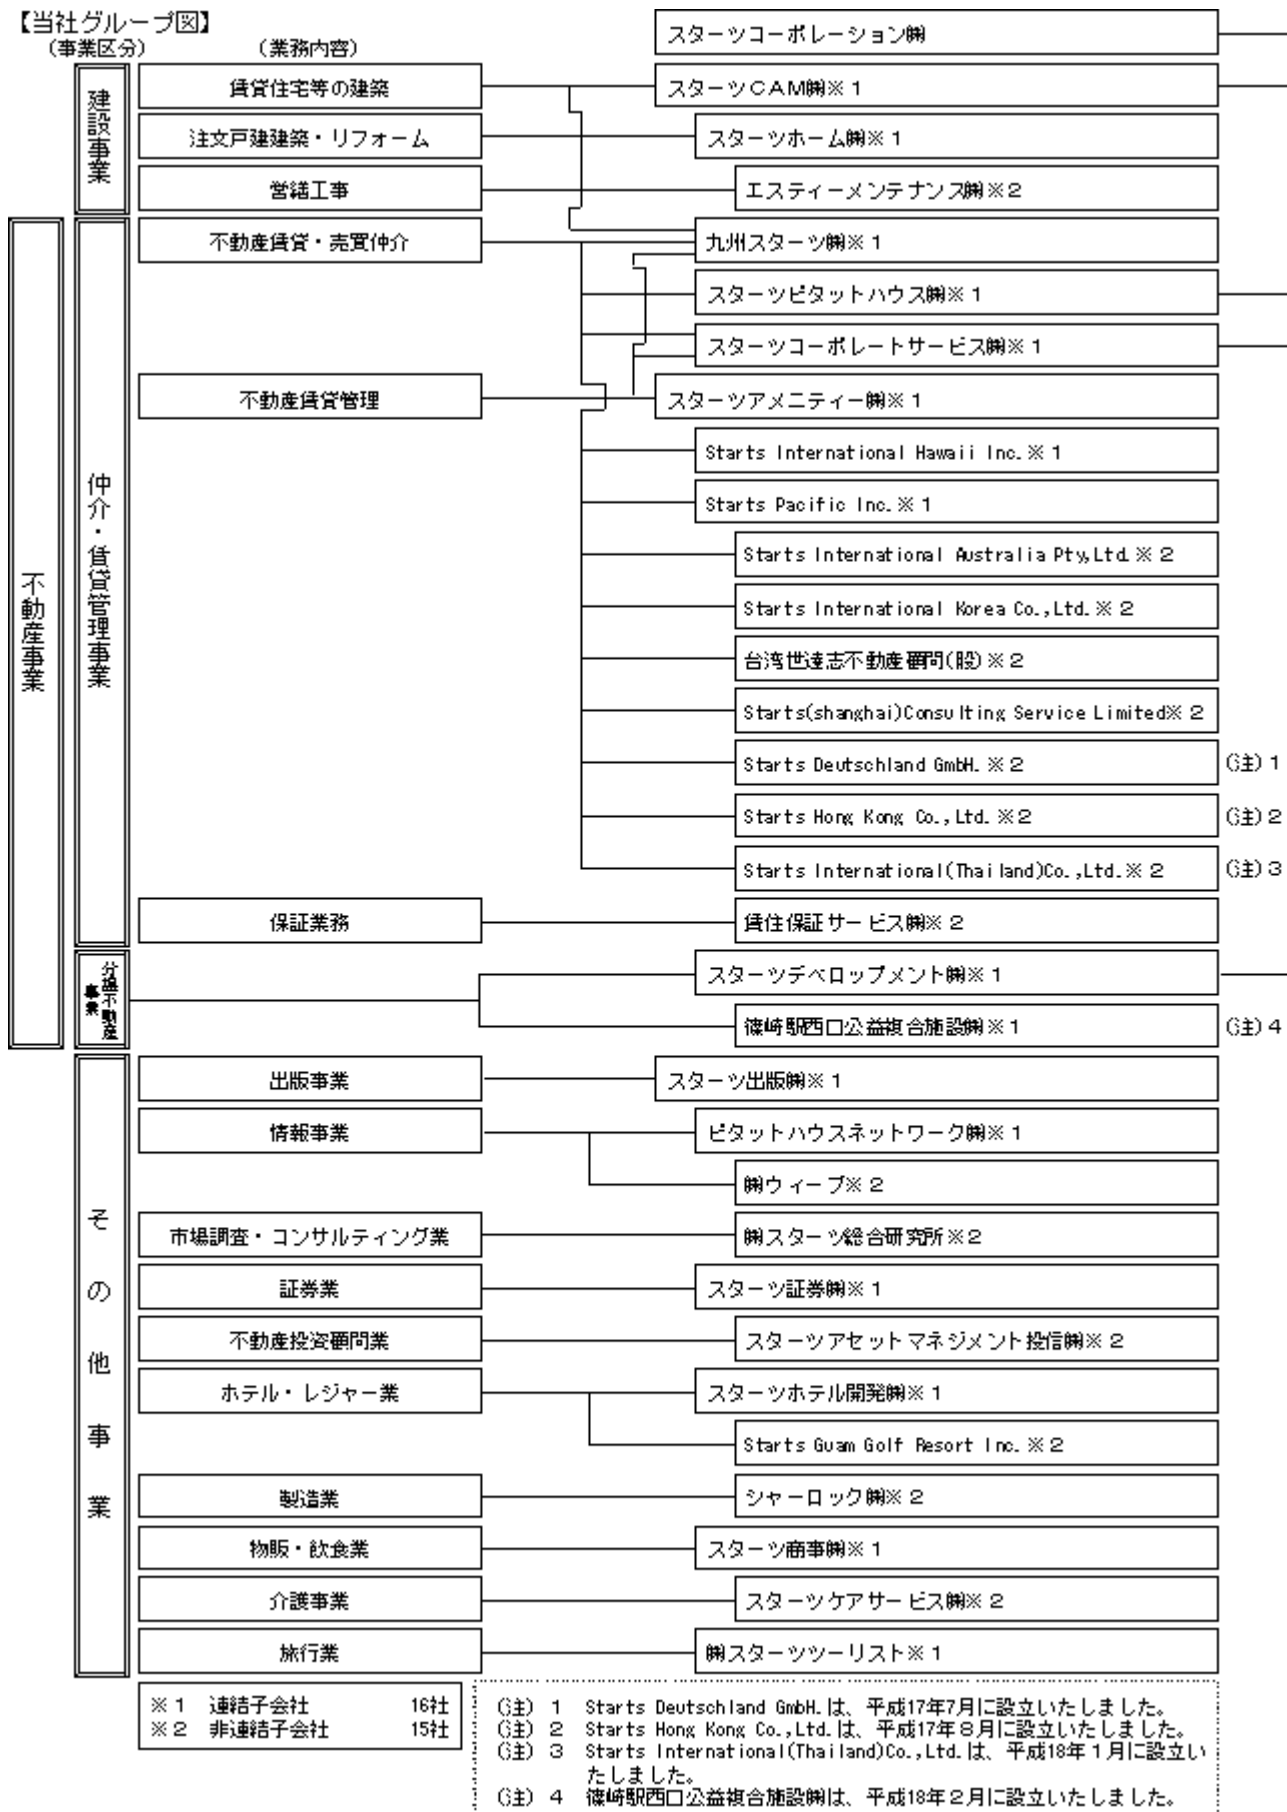 【当社グループ図】
（事業区分）
（業務内容）
スターツコーポレーション㈱
建設事業
賃貸住宅等の建築
スターツＣＡＭ㈱※１
注文戸建建築・リフォーム
スターツホーム㈱※１
営繕工事
エスティーメンテナンス㈱※２
不動産事業
仲介・賃貸管理事業
不動産賃貸・売買仲介
九州スターツ㈱※１
スターツピタットハウス㈱※１
スターツコーポレートサービス㈱※１
不動産賃貸管理
スターツアメニティー㈱※１
Starts International Hawaii Inc.※１
Starts Pacific Inc.※１
Starts International Australia Pty,Ltd.※２
Starts International Korea Co.,Ltd.※２
台湾世達志不動産顧問(股)※２
Starts(shanghai)Consulting Service Limited※２
Starts Deutschland GmbH.※２
（注）１
Starts Hong Kong Co.,Ltd.※２
（注）２
Starts International(Thailand)Co.,Ltd.※２
（注）３
保証業務
賃住保証サービス㈱※２
分譲不動産事業
スターツデベロップメント㈱※１
篠崎駅西口公益複合施設㈱※１
（注）４
その他事業
出版事業
スターツ出版㈱※１
情報事業
ピタットハウスネットワーク㈱※１
㈱ウィーブ※２
市場調査・コンサルティング業
㈱スターツ総合研究所※２
証券業
スターツ証券㈱※１
不動産投資顧問業
スターツアセットマネジメント投信㈱※２
ホテル・レジャー業
スターツホテル開発㈱※１
Starts Guam Golf Resort Inc.※２
製造業
シャーロック㈱※２
物販・飲食業
スターツ商事㈱※１
介護事業
スターツケアサービス㈱※２
旅行業
㈱スターツツーリスト※１
※１　連結子会社　16社
※２　非連結子会社　15社
（注）１　Starts Deutschland GmbH.は、平成17年７月に設立いたしました。
（注）２　Starts Hong Kong Co.,Ltd.は、平成17年８月に設立いたしました。
（注）３　Starts International(Thailand)Co.,Ltd.は、平成18年１月に設立い
たしました。
（注）４　篠崎駅西口公益複合施設㈱は、平成18年２月に設立いたしました。